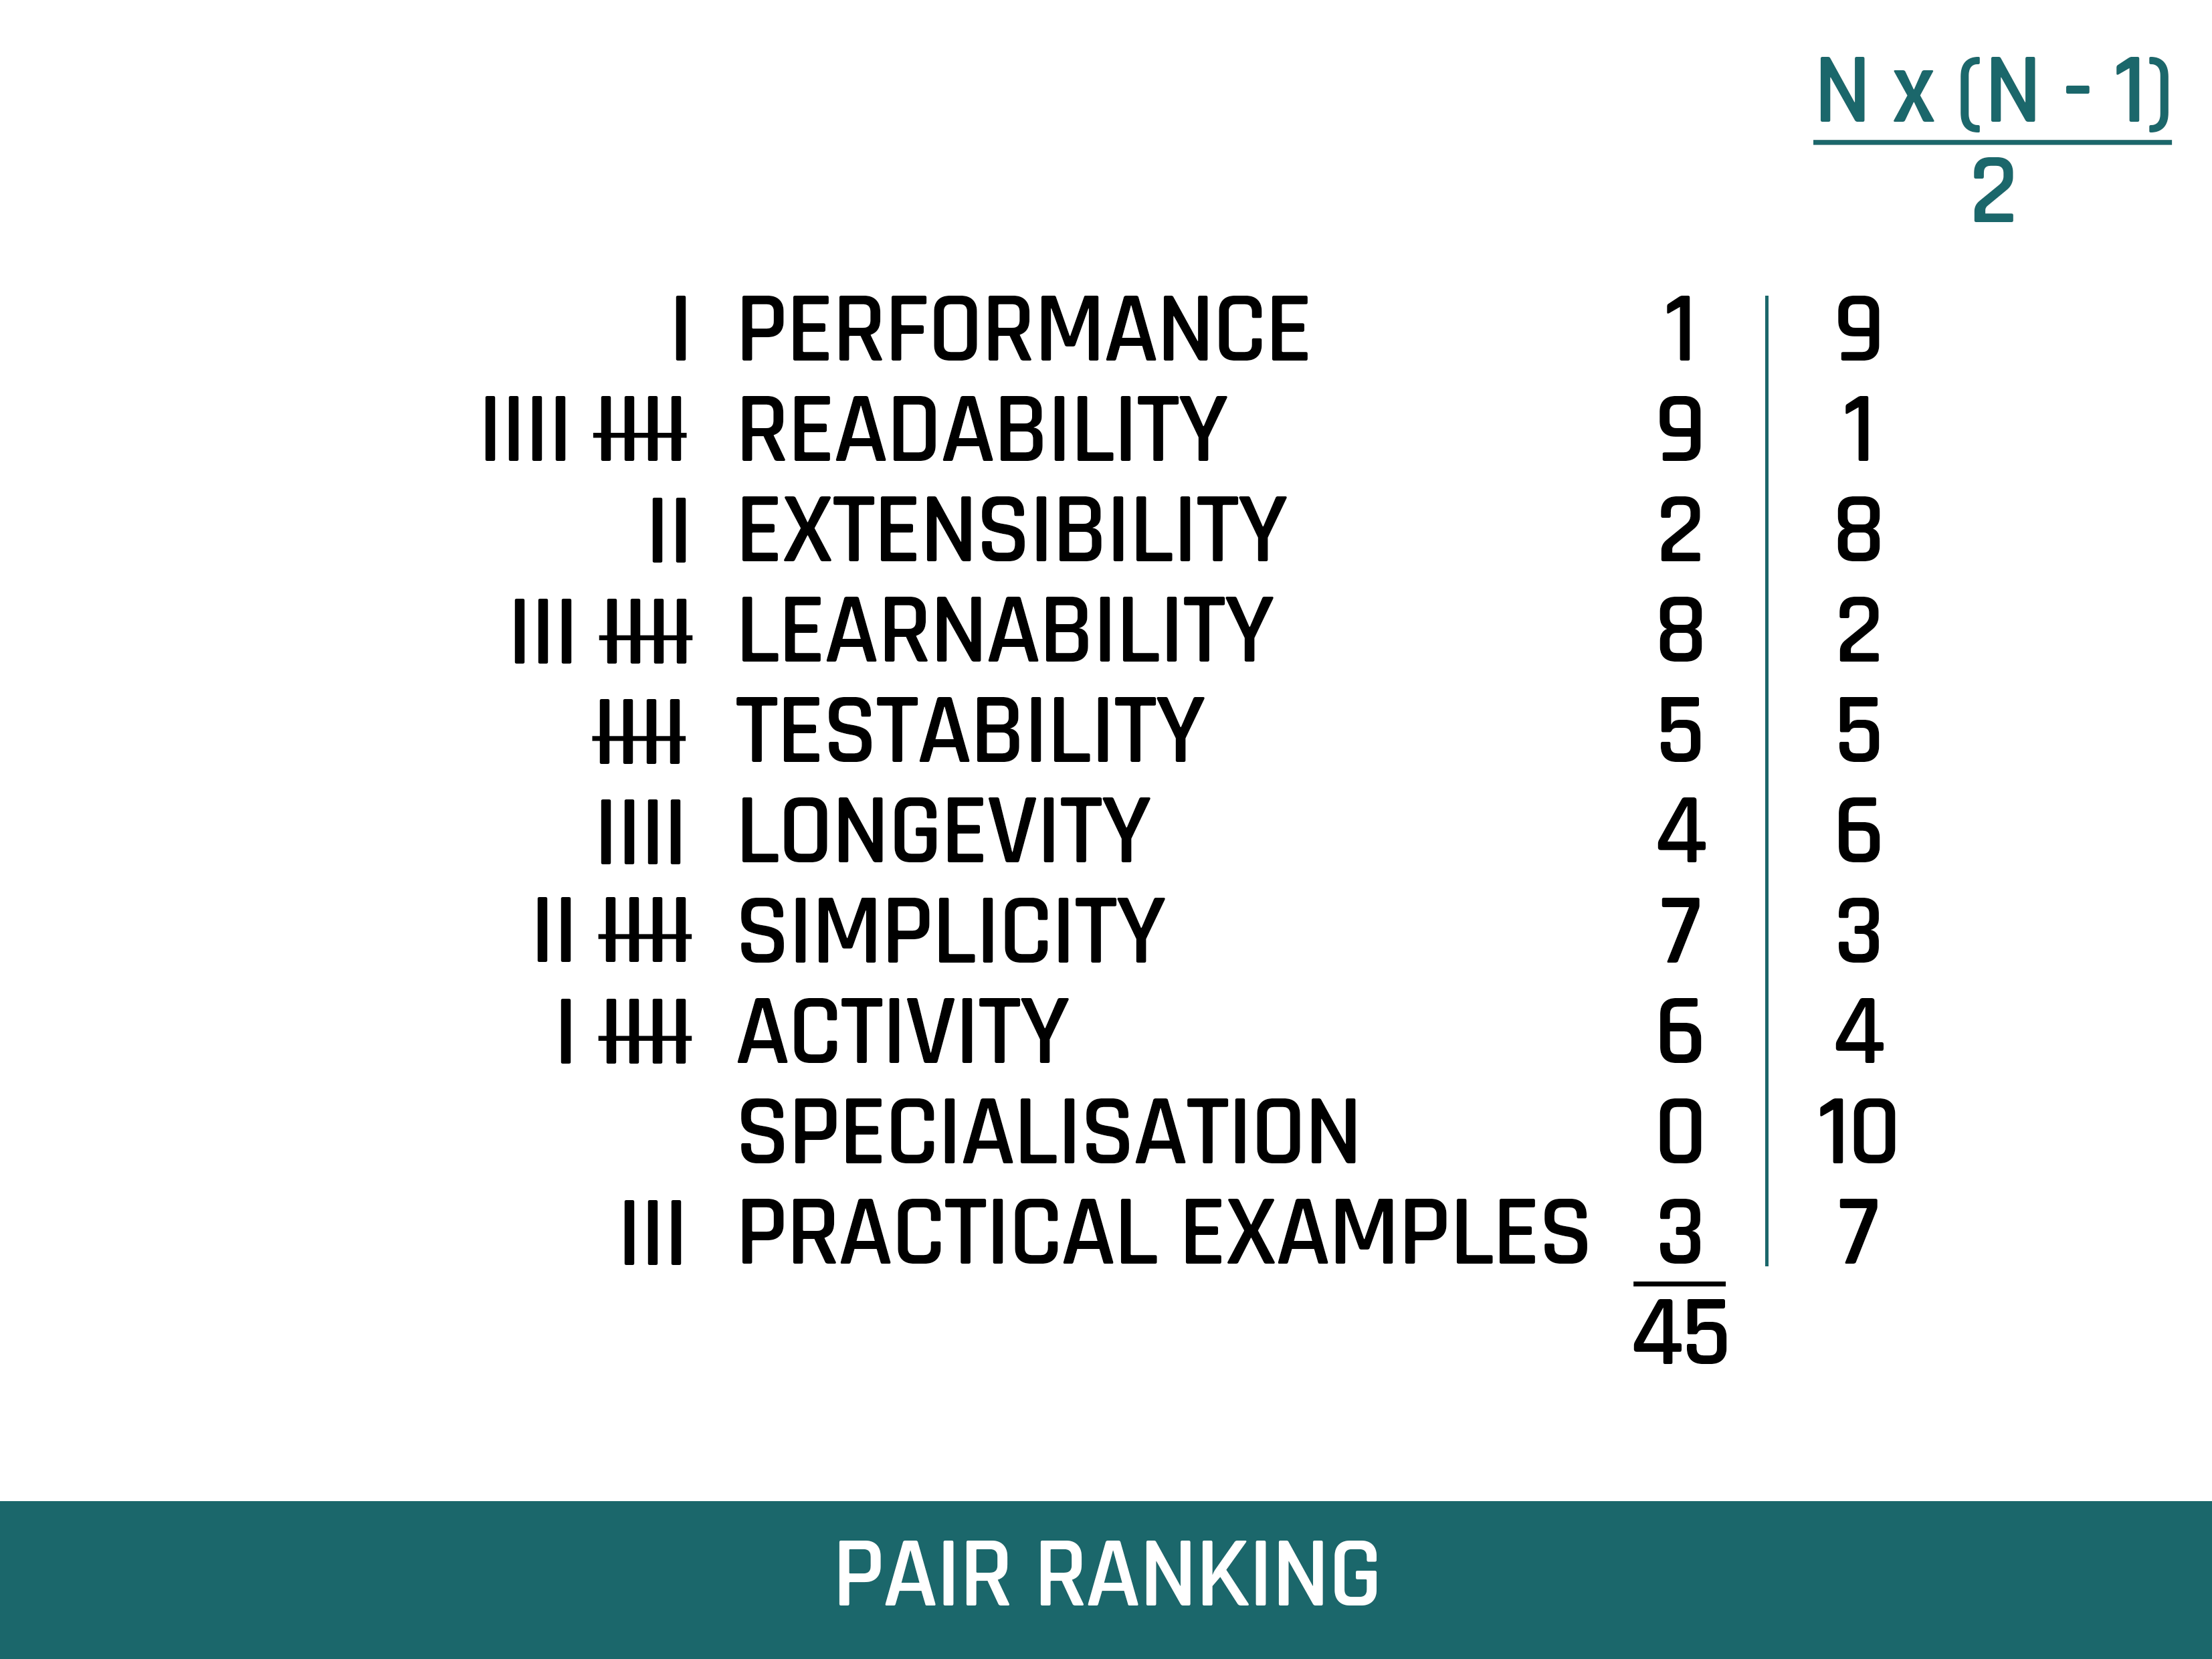 N x (N - 1)
2
I PERFORMANCE 1 9
IIII IIII READABILITY 9 1
II EXTENSIBILITY 2 8
III IIII LEARNABILITY 8 2
IIII TESTABILITY 5 5
IIII LONGEVITY 4 6
II IIII SIMPLICITY 7 3
I IIII ACTIVITY 6 4
SPECIALISATION 0 10
III PRACTICAL EXAMPLES 3 7
45
PAIR RANKING